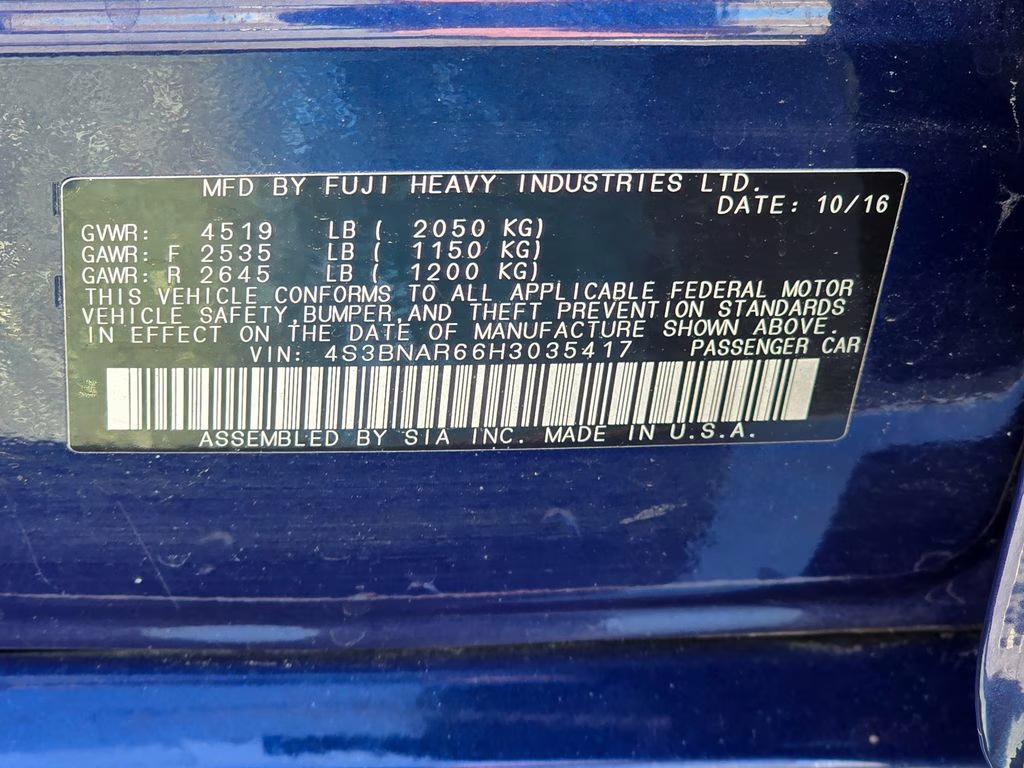 MFD BY FUJI HEAVY INDUSTRIES LTD.
DATE: 10/16
GVWR: 4519 LB ( 2050 KG)
GAWR: F 2535 LB ( 1150 KG)
GAWR: R 2645 LB ( 1200 KG)
THIS VEHICLE CONFORMS TO ALL APPLICABLE FEDERAL MOTOR
VEHICLE SAFETY,BUMPER,AND THEFT PREVENTION STANDARDS
IN EFFECT ON THE DATE OF MANUFACTURE SHOWN ABOVE.
VIN: 4S3BNAR66H3035417 PASSENGER CAR
ASSEMBLED BY SIA INC. MADE IN U.S.A.